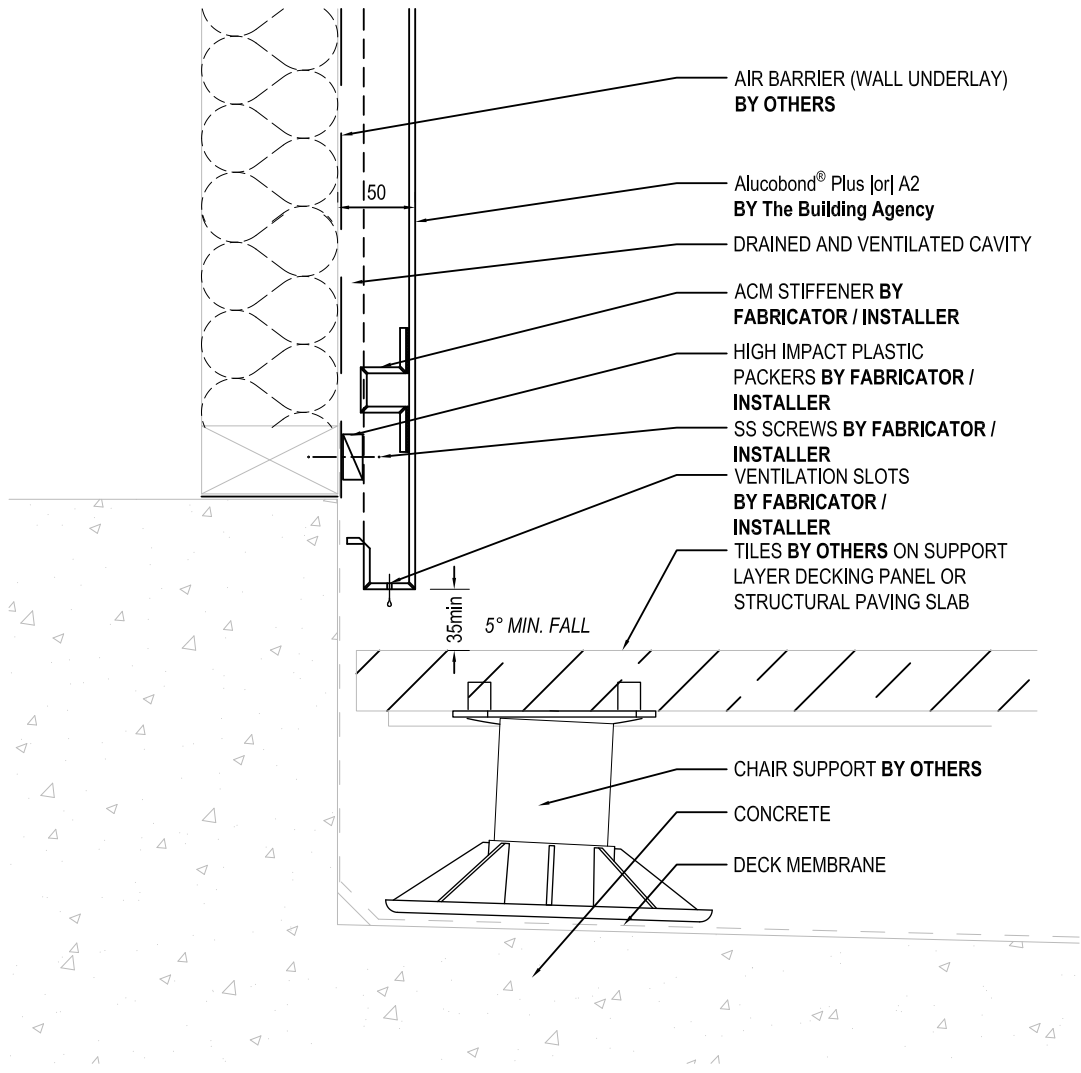 AIR BARRIER (WALL UNDERLAY)
BY OTHERS
50
Alucobond® Plus |or| A2
BY The Building Agency
DRAINED AND VENTILATED CAVITY
ACM STIFFENER BY
FABRICATOR / INSTALLER
HIGH IMPACT PLASTIC
PACKERS BY FABRICATOR /
INSTALLER
SS SCREWS BY FABRICATOR /
INSTALLER
VENTILATION SLOTS
BY FABRICATOR /
INSTALLER
TILES BY OTHERS ON SUPPORT
LAYER DECKING PANEL OR
STRUCTURAL PAVING SLAB
35min
5° MIN. FALL
CHAIR SUPPORT BY OTHERS
CONCRETE
DECK MEMBRANE